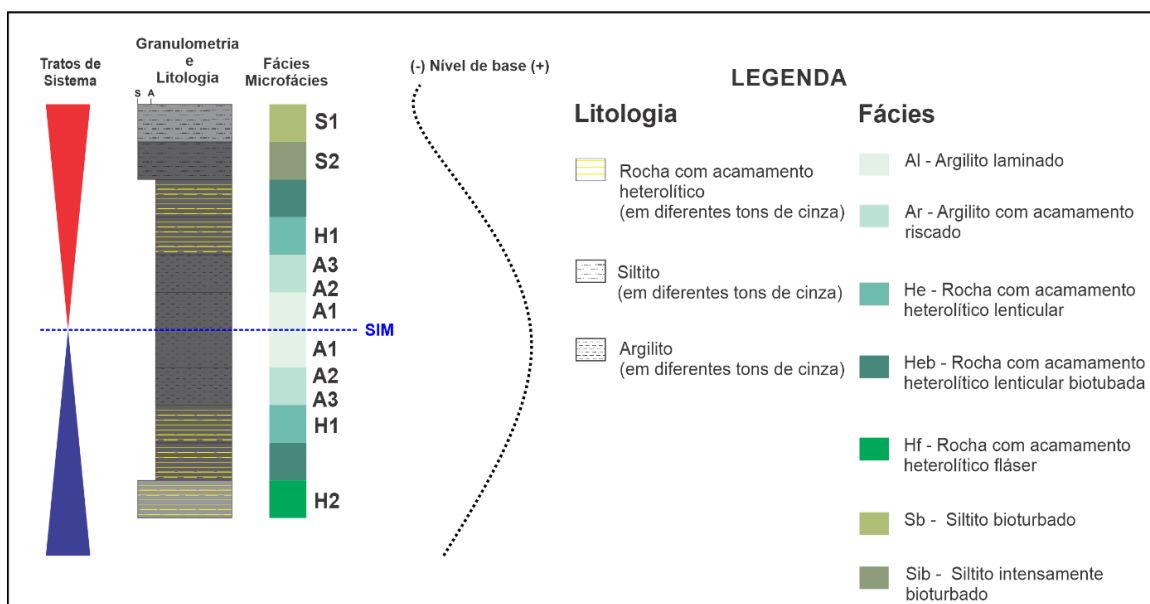 Tratos de
Sistema
Granulometria
e
Litologia
S A
Fácies
Microfácies
(-) Nível de base (+)
S1
S2
H1
A3
A2
A1
SIM
A1
A2
A3
H1
H2
LEGENDA
Litologia
Rocha com acamamento
heterolítico
(em diferentes tons de cinza)
Siltito
(em diferentes tons de cinza)
Argilito
(em diferentes tons de cinza)
Fácies
Al - Argilito laminado
Ar - Argilito com acamamento
riscado
He - Rocha com acamamento
heterolítico lenticular
Heb - Rocha com acamamento
heterolítico lenticular biotubada
Hf - Rocha com acamamento
heterolítico fláser
Sb - Siltito bioturbado
Sib - Siltito intensamente
bioturbado